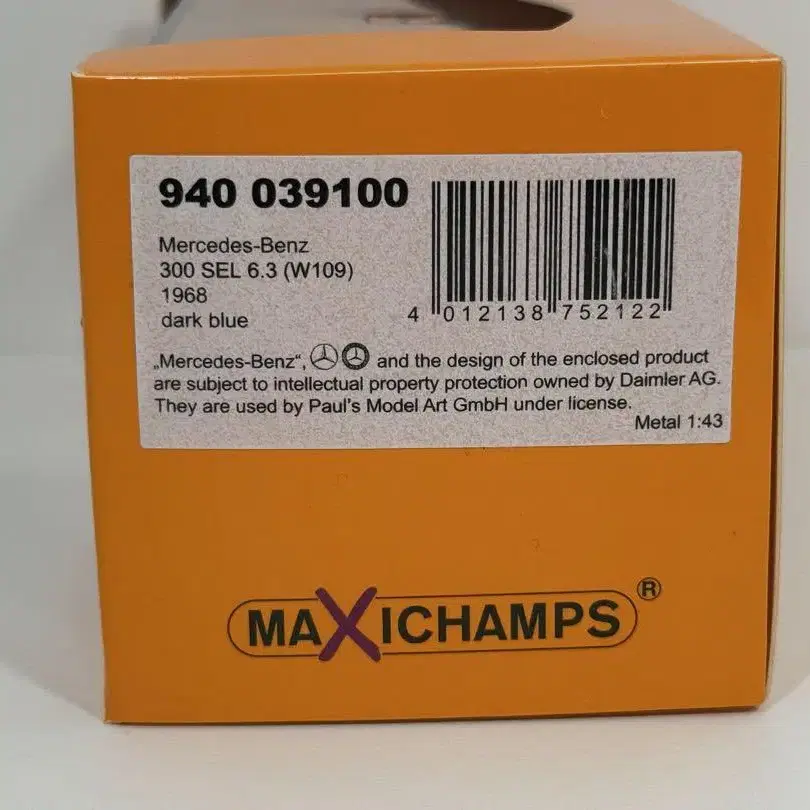 940 039100
Mercedes-Benz
300 SEL 6.3 (W109)
1968
dark blue
4 012138 752122
„Mercedes-Benz“, and the design of the enclosed product
are subject to intellectual property protection owned by Daimler AG.
They are used by Paul's Model Art GmbH under license.
Metal 1:43
MAXICHAMPS®